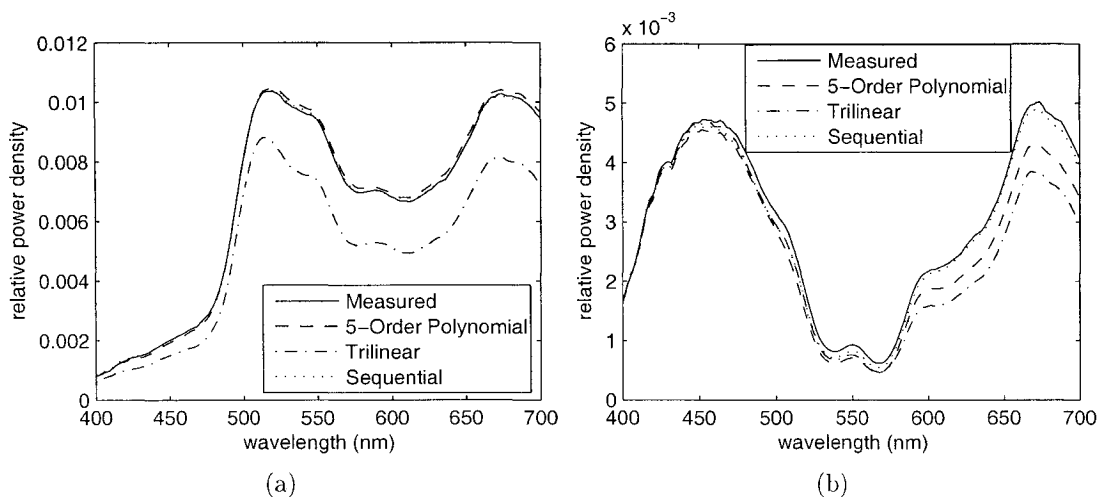 0.012
0.01
0.008
0.006
0.004
0.002
0
relative power density
Measured
5-Order Polynomial
Trilinear
Sequential
400 450 500 550 600 650 700
wavelength (nm)
(a)
x 10^-3
6
5
4
3
2
1
0
relative power density
Measured
5-Order Polynomial
Trilinear
Sequential
400 450 500 550 600 650 700
wavelength (nm)
(b)